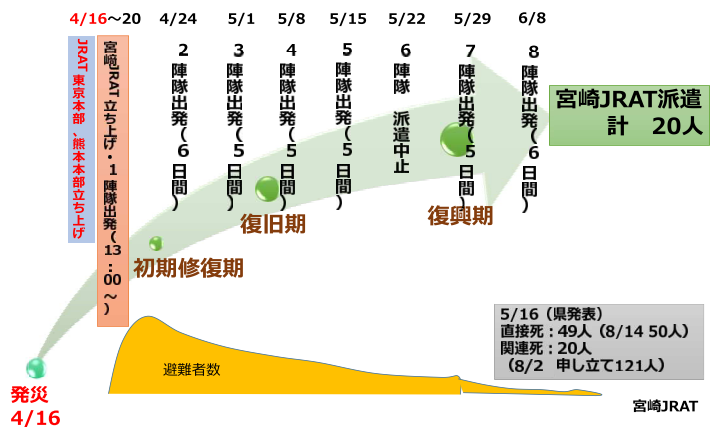 4/16～20
4/24
5/1
5/8
5/15
5/22
5/29
6/8
JRAT東京本部、熊本本部立ち上げ
宮崎JRAT立ち上げ・1陣隊出発（13：00～）
2陣隊出発（6日間）
3陣隊出発（5日間）
4陣隊出発（5日間）
5陣隊出発（5日間）
6陣隊　派遣中止
7陣隊出発（5日間）
8陣隊出発（6日間）
宮崎JRAT派遣
計　20人
復興期
復旧期
初期修復期
発災
4/16
避難者数
5/16（県発表）
直接死：49人（8/14 50人）
関連死：20人
（8/2　申し立て121人）
宮崎JRAT